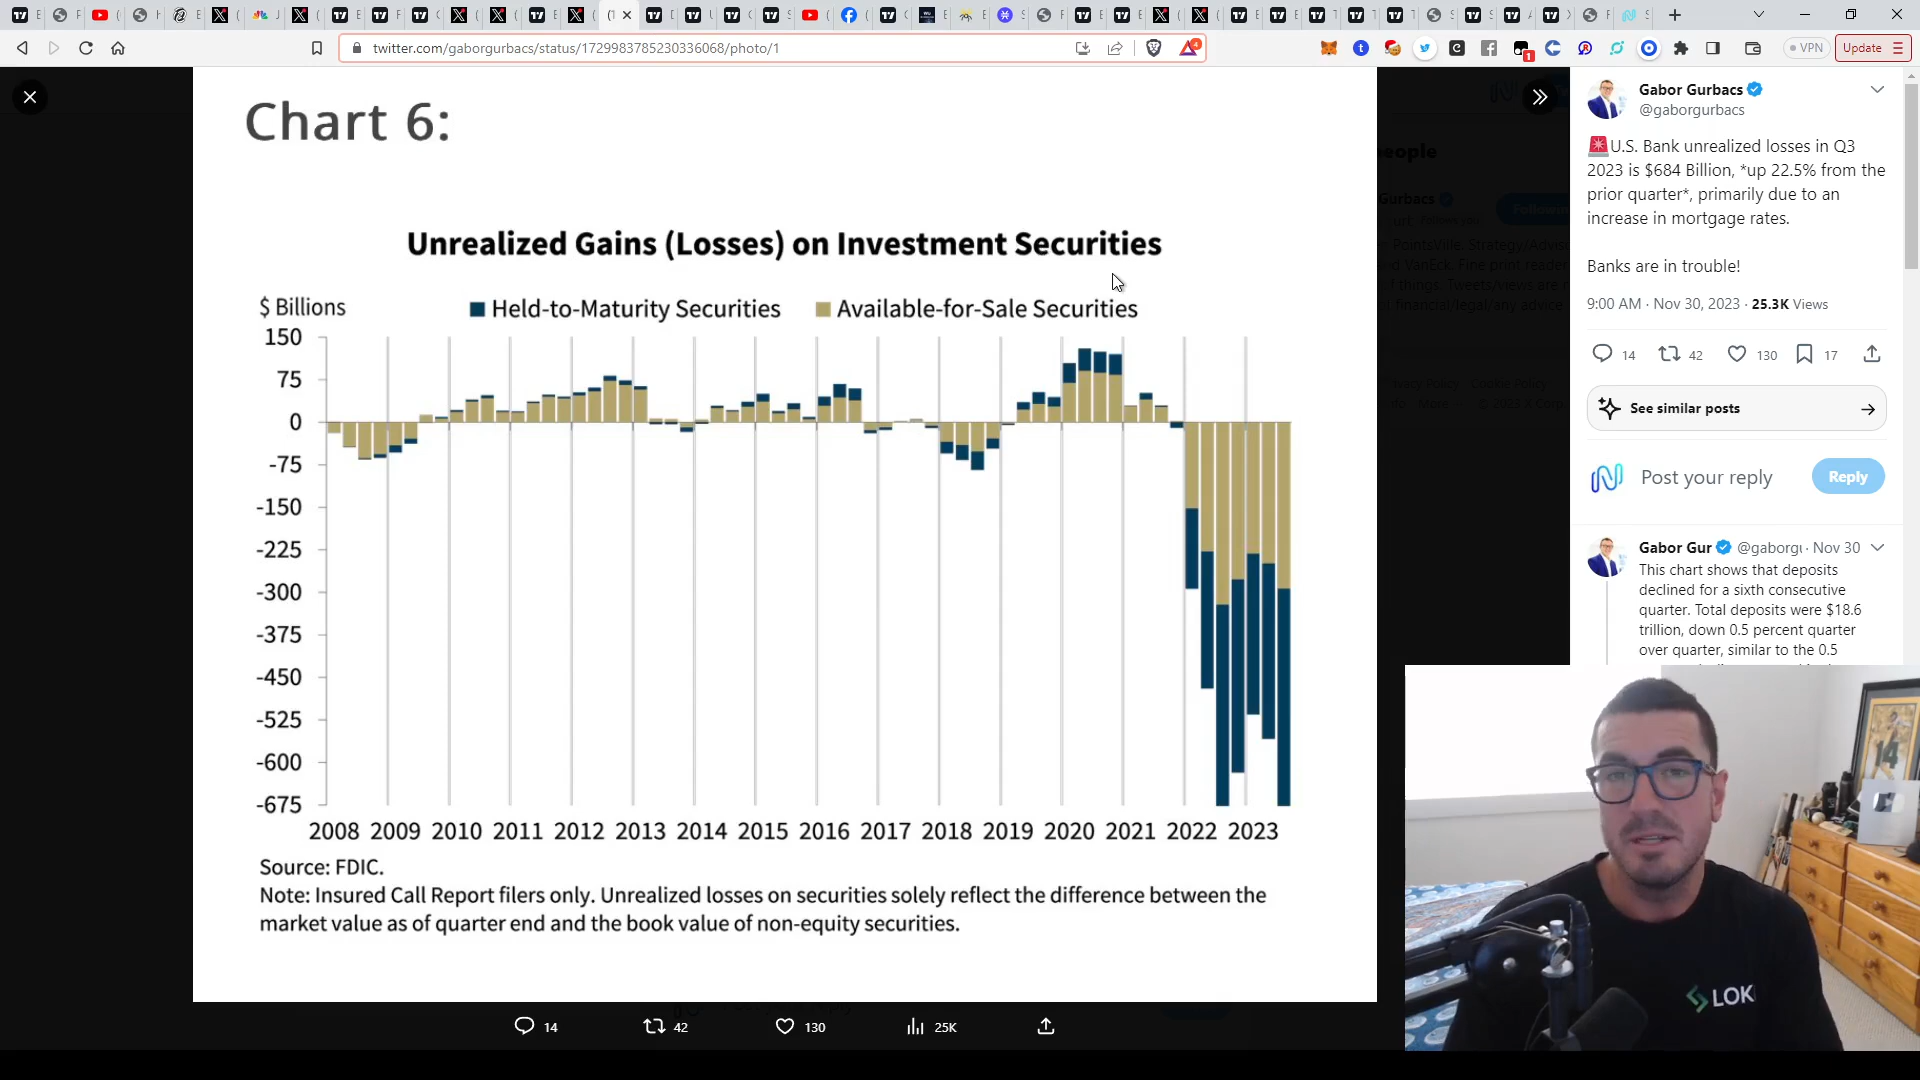 twitter.com/gaborgurbacs/status/1729983785230336068/photo/1
4
1
VPN
Update
Chart 6:
Unrealized Gains (Losses) on Investment Securities
$ Billions
Held-to-Maturity Securities
Available-for-Sale Securities
150
75
0
-75
-150
-225
-300
-375
-450
-525
-600
-675
2008 2009 2010 2011 2012 2013 2014 2015 2016 2017 2018 2019 2020 2021 2022 2023
Source: FDIC.
Note: Insured Call Report filers only. Unrealized losses on securities solely reflect the difference between the
market value as of quarter end and the book value of non-equity securities.
14
42
130
25K
Gabor Gurbacs
@gaborgurbacs
U.S. Bank unrealized losses in Q3
2023 is $684 Billion, *up 22.5% from the
prior quarter*, primarily due to an
increase in mortgage rates.
Banks are in trouble!
9:00 AM · Nov 30, 2023 · 25.3K Views
14
42
130
17
See similar posts
Post your reply
Reply
Gabor Gur @gaborgu · Nov 30
This chart shows that deposits
declined for a sixth consecutive
quarter. Total deposits were $18.6
trillion, down 0.5 percent quarter
over quarter, similar to the 0.5
LOK
14